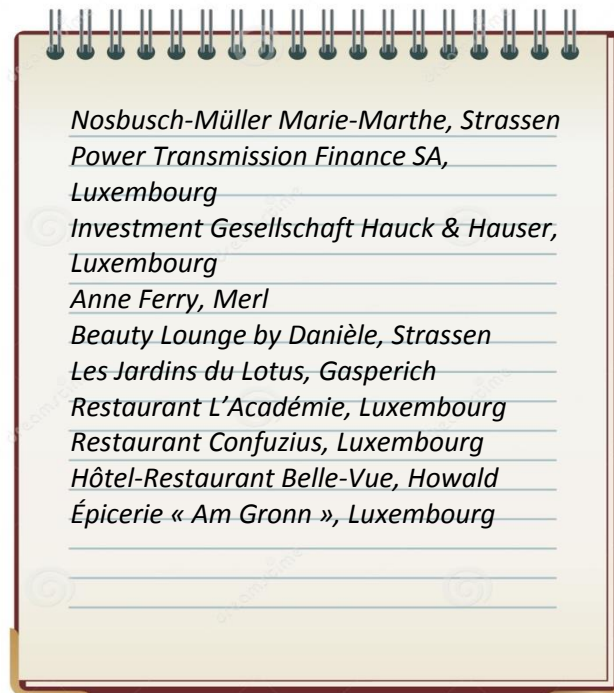 Nosbusch-Müller Marie-Marthe, Strassen
Power Transmission Finance SA,
Luxembourg
Investment Gesellschaft Hauck & Hauser,
Luxembourg
Anne Ferry, Merl
Beauty Lounge by Danièle, Strassen
Les Jardins du Lotus, Gasperich
Restaurant L’Académie, Luxembourg
Restaurant Confuzius, Luxembourg
Hôtel-Restaurant Belle-Vue, Howald
Épicerie « Am Gronn », Luxembourg